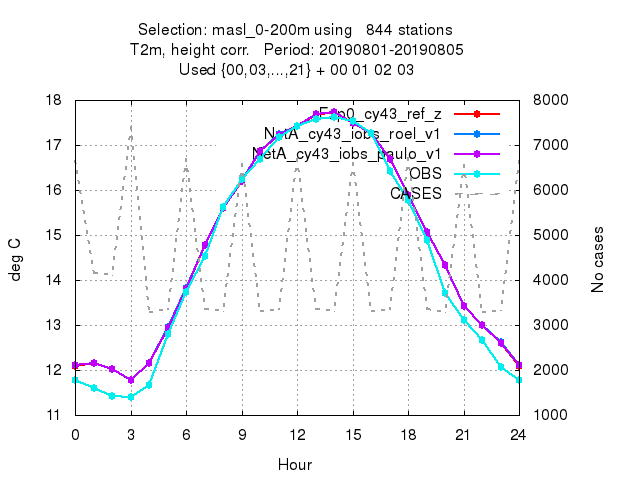 Selection: masl_0-200m using 844 stations
T2m, height corr. Period: 20190801-20190805
Used {00,03,...,21} + 00 01 02 03
18
17
16
15
14
13
12
11
8000
7000
6000
5000
4000
3000
2000
1000
Exp0_cy43_ref_z
NetA_cy43_iobs_roel_v1
NetA_cy43_iobs_paulo_v1
OBS
CASES
deg C
No cases
0 3 6 9 12 15 18 21 24
Hour